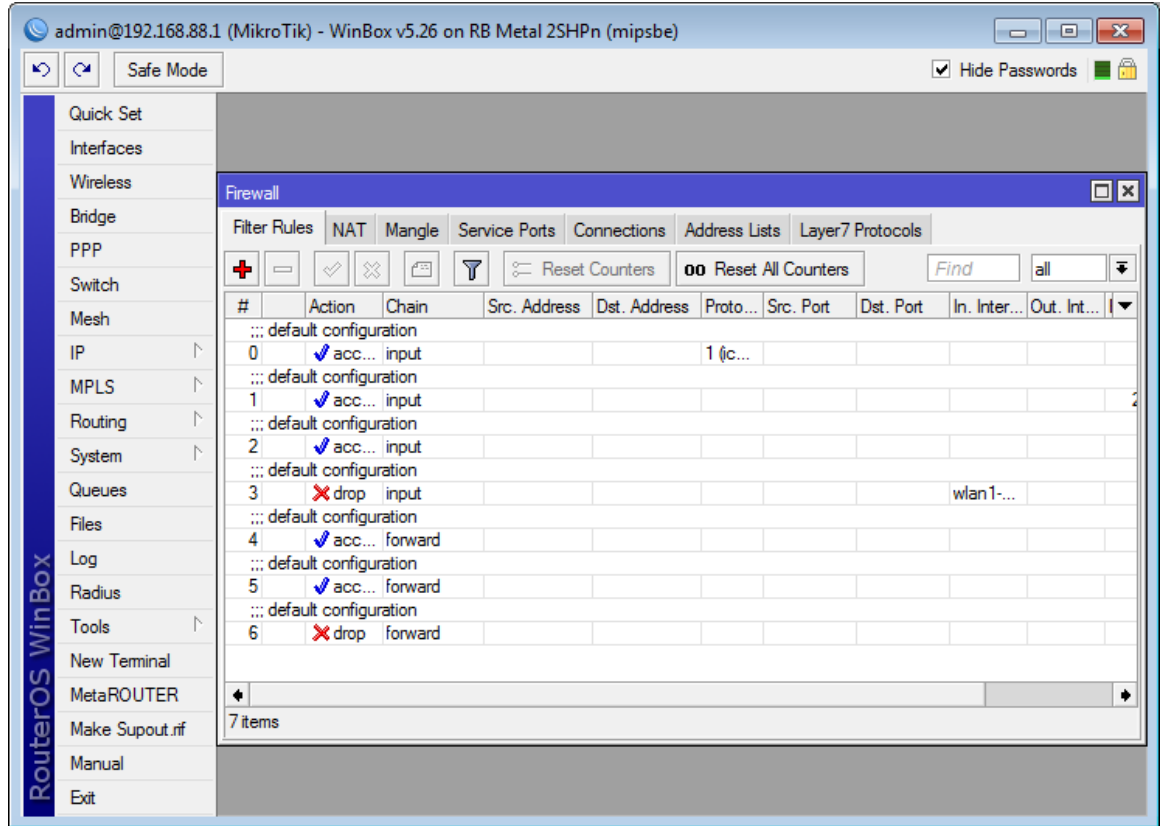 admin@192.168.88.1 (MikroTik) - WinBox v5.26 on RB Metal 2SHPn (mipsbe)
Safe Mode
Hide Passwords
Quick Set
Interfaces
Wireless
Bridge
PPP
Switch
Mesh
IP
MPLS
Routing
System
Queues
Files
Log
Radius
Tools
New Terminal
MetaROUTER
Make Supout.rif
Manual
Exit
RouterOS WinBox
Firewall
Filter Rules NAT Mangle Service Ports Connections Address Lists Layer7 Protocols
Reset Counters 00 Reset All Counters Find all
# Action Chain Src. Address Dst. Address Proto... Src. Port Dst. Port In. Inter... Out. Int...
;;; default configuration
0 acc... input 1 (ic...
;;; default configuration
1 acc... input
;;; default configuration
2 acc... input
;;; default configuration
3 drop input wlan1-...
;;; default configuration
4 acc... forward
;;; default configuration
5 acc... forward
;;; default configuration
6 drop forward
7 items